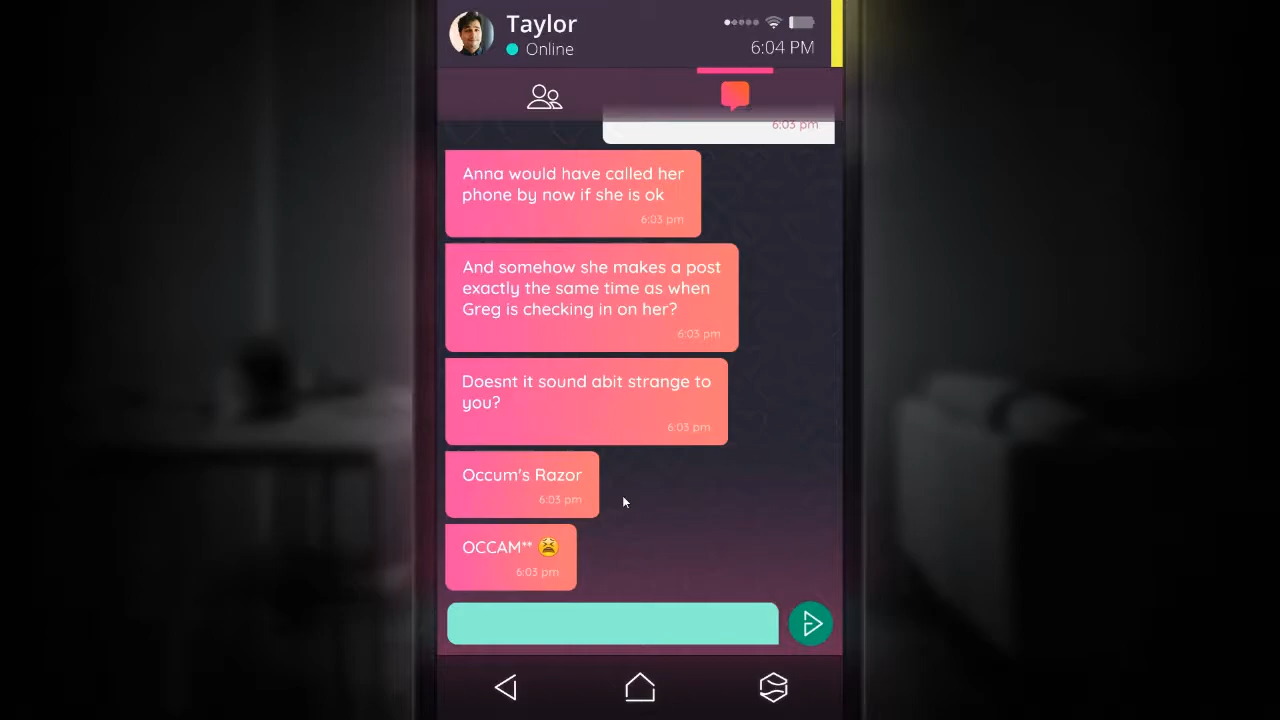 Taylor
Online
6:04 PM
6:03 pm
Anna would have called her
phone by now if she is ok
6:03 pm
And somehow she makes a post
exactly the same time as when
Greg is checking in on her?
6:03 pm
Doesnt it sound abit strange to
you?
6:03 pm
Occum's Razor
6:03 pm
OCCAM** 😫
6:03 pm